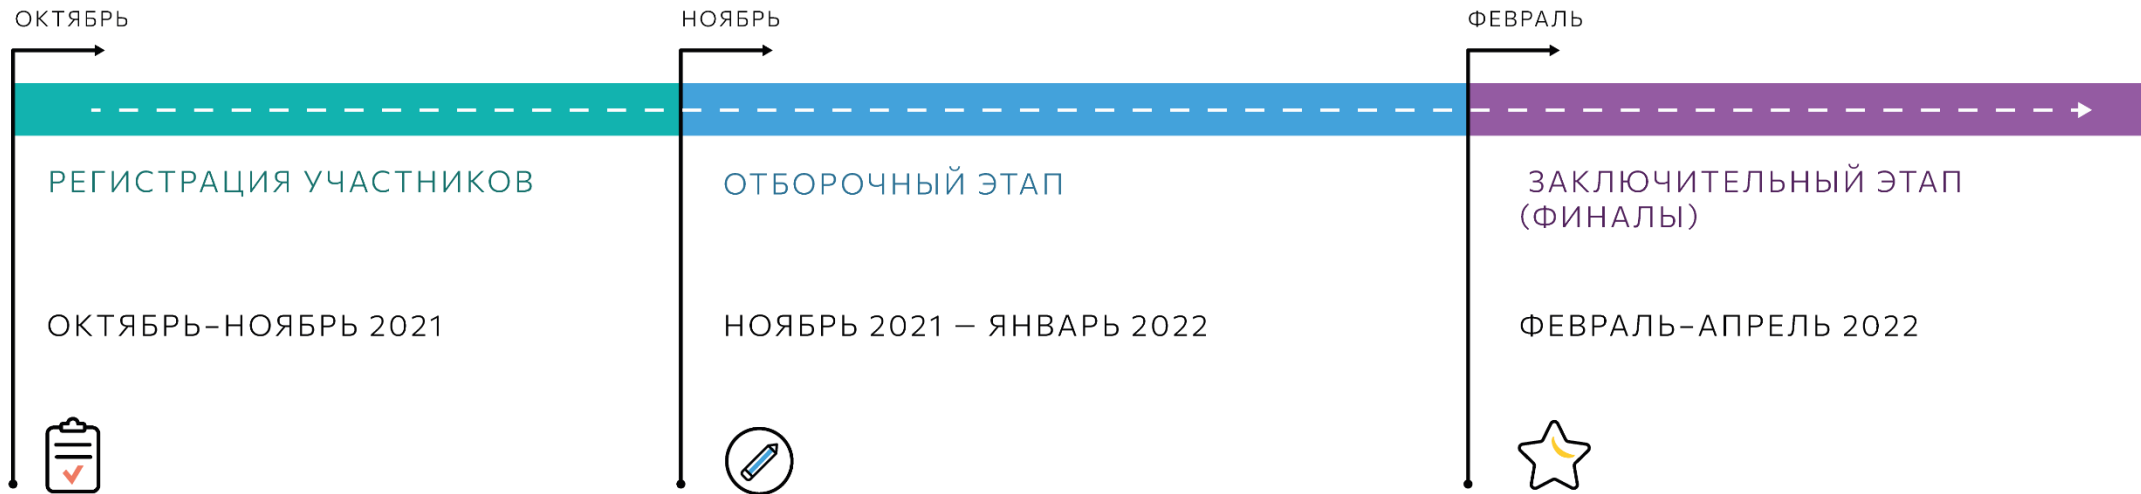 ОКТЯБРЬ
НОЯБРЬ
ФЕВРАЛЬ
РЕГИСТРАЦИЯ УЧАСТНИКОВ
ОТБОРОЧНЫЙ ЭТАП
ЗАКЛЮЧИТЕЛЬНЫЙ ЭТАП
(ФИНАЛЫ)
ОКТЯБРЬ–НОЯБРЬ 2021
НОЯБРЬ 2021 — ЯНВАРЬ 2022
ФЕВРАЛЬ–АПРЕЛЬ 2022